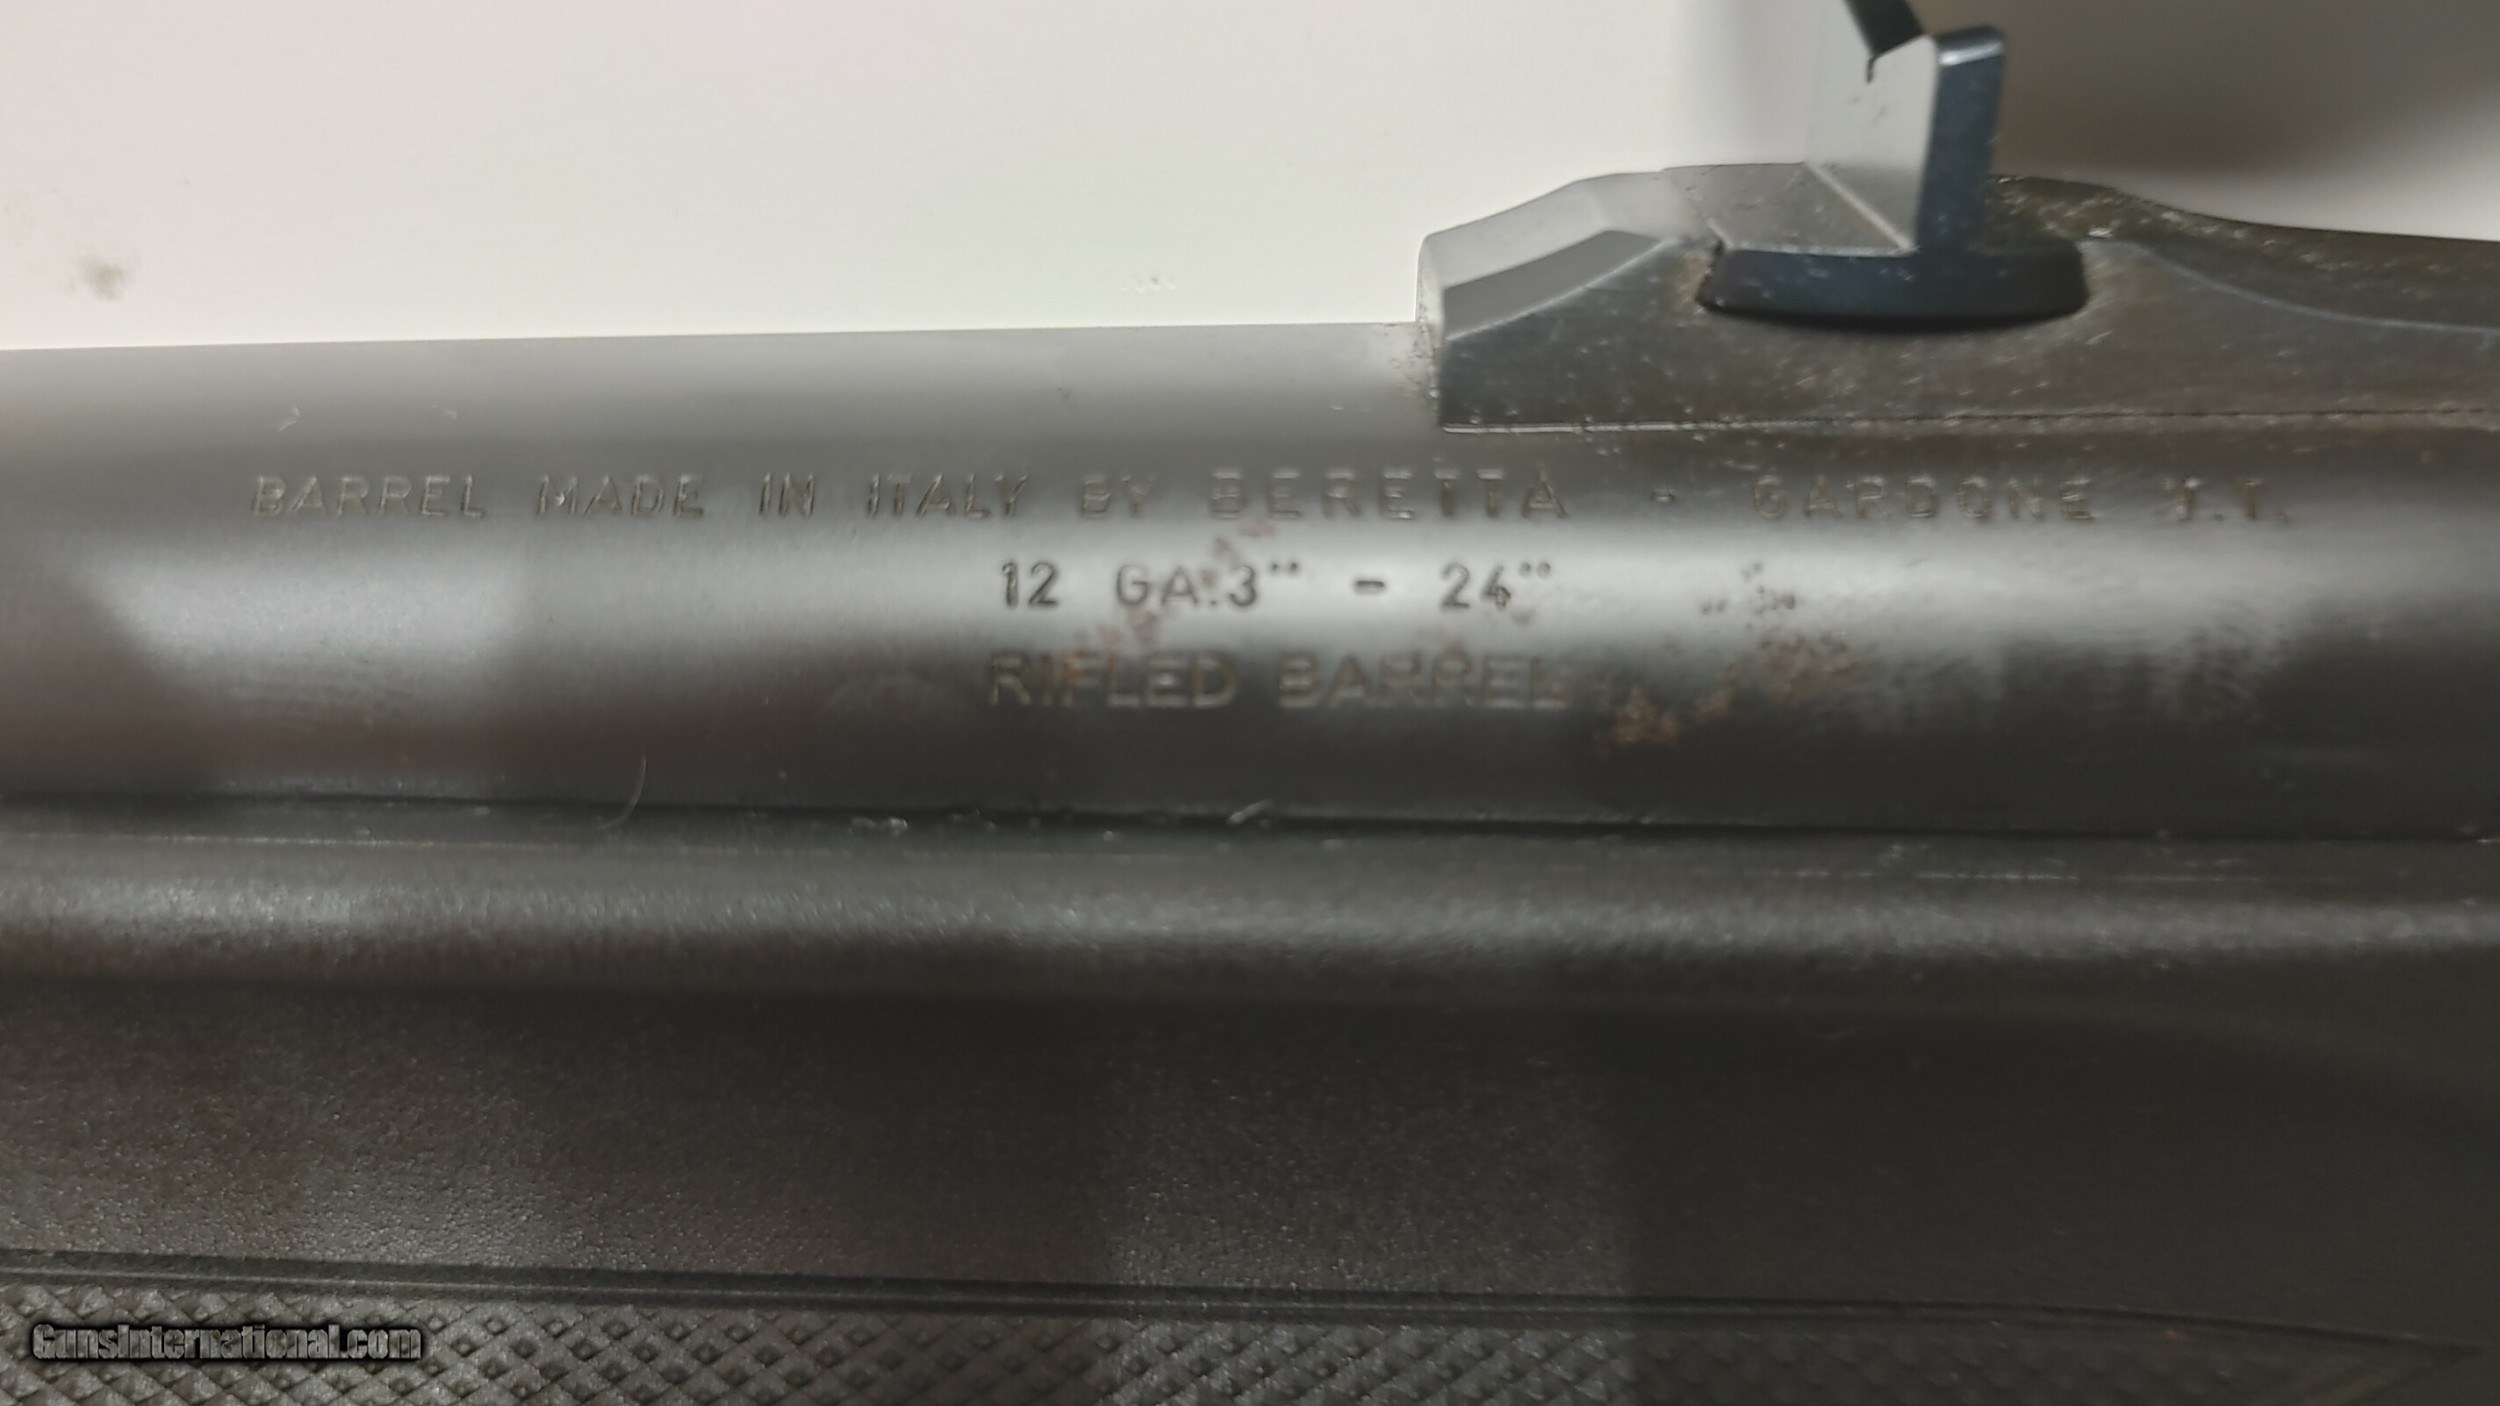 BARREL MADE IN ITALY BY BERETTA - GARDONE V.T.
12 GA.3" - 24"
RIFLED BARREL
GunsInternational.com